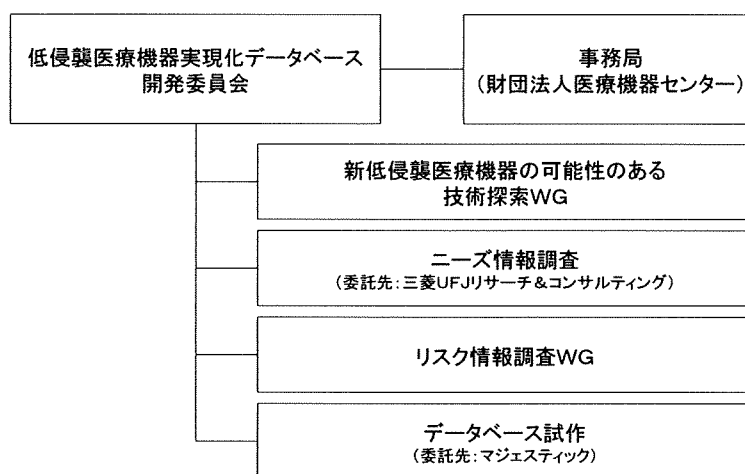 低侵襲医療機器実現化データベース
開発委員会
事務局
(財団法人医療機器センター)
新低侵襲医療機器の可能性のある
技術探索WG
ニーズ情報調査
(委託先:三菱UFJリサーチ&コンサルティング)
リスク情報調査WG
データベース試作
(委託先:マジェスティック)